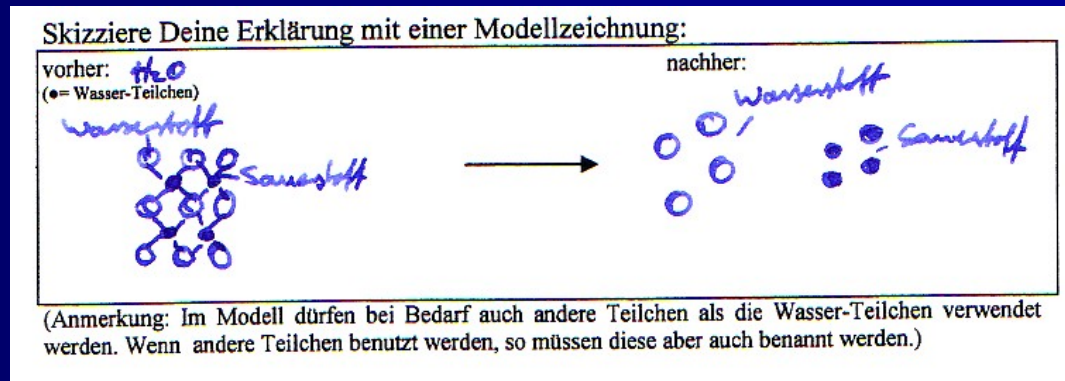 Skizziere Deine Erklärung mit einer Modellzeichnung:
vorher: H₂O
nachher:
(●= Wasser-Teilchen)
Wasserstoff
Wasserstoff
Sauerstoff
Sauerstoff
(Anmerkung: Im Modell dürfen bei Bedarf auch andere Teilchen als die Wasser-Teilchen verwendet
werden. Wenn andere Teilchen benutzt werden, so müssen diese aber auch benannt werden.)